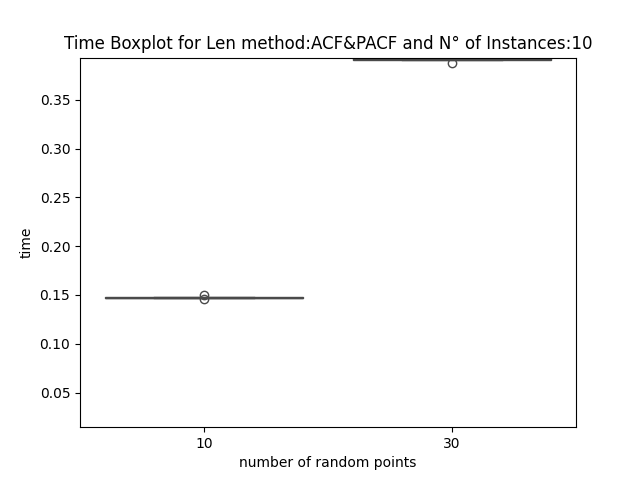 Time Boxplot for Len method:ACF&PACF and N° of Instances:10
0.35
0.30
0.25
0.20
0.15
0.10
0.05
time
10 30
number of random points